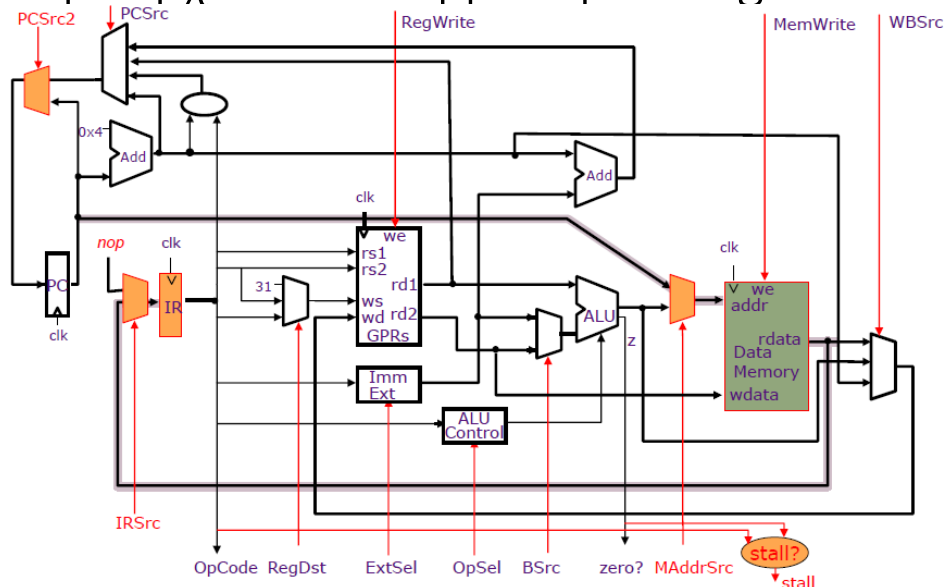 PCSrc2
PCSrc
RegWrite
MemWrite
WBSrc
0x4
Add
Add
clk
nop
clk
we
rs1
rs2
rd1
31
ws
wd
rd2
GPRs
PC
clk
IR
ALU
z
clk
we
addr
rdata
Data
Memory
wdata
Imm
Ext
ALU
Control
IRSrc
OpCode
RegDst
ExtSel
OpSel
BSrc
zero?
MAddrSrc
stall?
stall